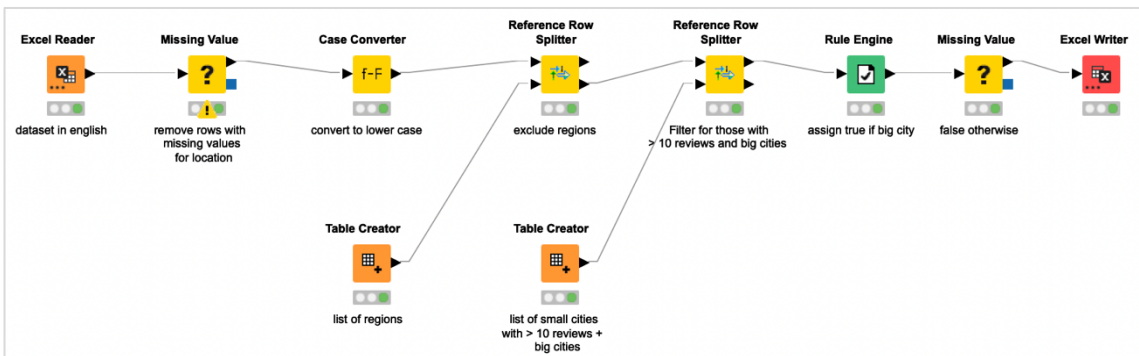 Excel Reader
Missing Value
Case Converter
Reference Row
Splitter
Reference Row
Splitter
Rule Engine
Missing Value
Excel Writer
?
f-F
?
dataset in english
remove rows with
missing values
for location
convert to lower case
exclude regions
Filter for those with
> 10 reviews and big cities
assign true if big city
false otherwise
Table Creator
Table Creator
list of regions
list of small cities
with > 10 reviews +
big cities